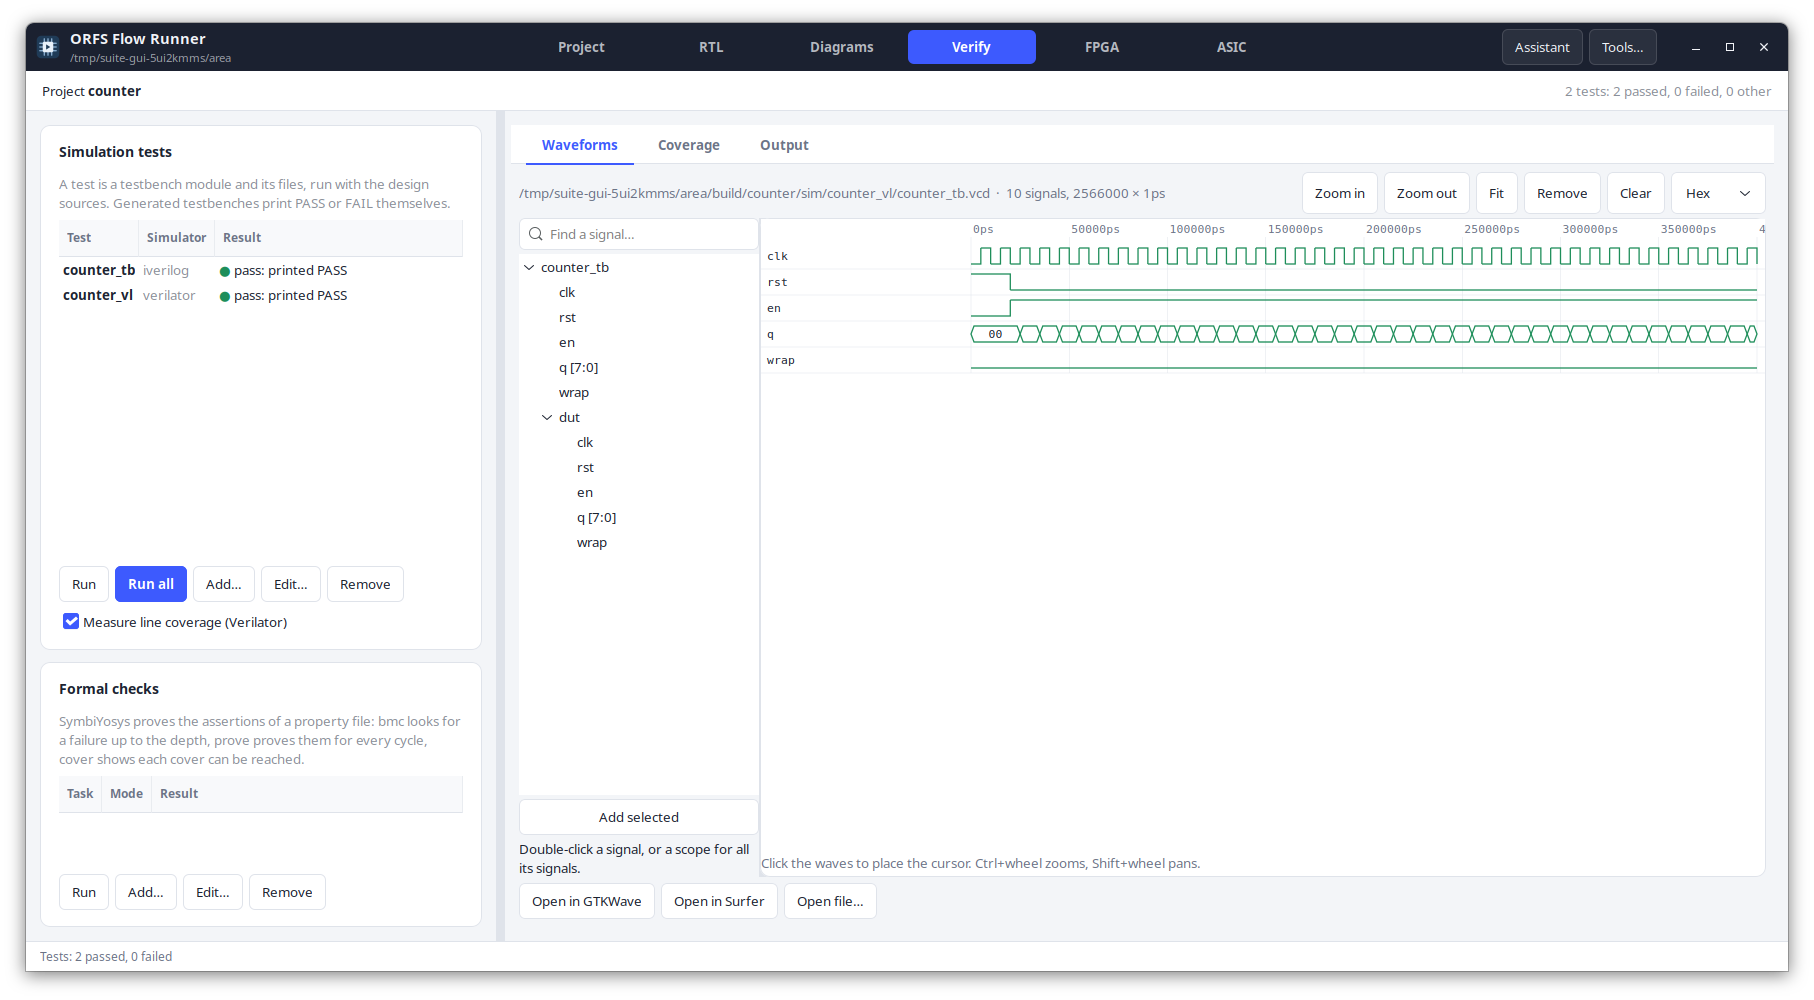 ORFS Flow Runner
/tmp/suite-gui-5ui2kmms/area
Project
RTL
Diagrams
Verify
FPGA
ASIC
Assistant
Tools...
Project counter
2 tests: 2 passed, 0 failed, 0 other
Simulation tests
A test is a testbench module and its files, run with the design
sources. Generated testbenches print PASS or FAIL themselves.
Test Simulator Result
counter_tb iverilog pass: printed PASS
counter_vl verilator pass: printed PASS
Run
Run all
Add...
Edit...
Remove
Measure line coverage (Verilator)
Formal checks
SymbiYosys proves the assertions of a property file: bmc looks for
a failure up to the depth, prove proves them for every cycle,
cover shows each cover can be reached.
Task Mode Result
Run
Add...
Edit...
Remove
Waveforms
Coverage
Output
/tmp/suite-gui-5ui2kmms/area/build/counter/sim/counter_vl/counter_tb.vcd · 10 signals, 2566000 × 1ps
Zoom in
Zoom out
Fit
Remove
Clear
Hex
Find a signal...
counter_tb
clk
rst
en
q [7:0]
wrap
dut
clk
rst
en
q [7:0]
wrap
Add selected
Double-click a signal, or a scope for all
its signals.
0ps 50000ps 100000ps 150000ps 200000ps 250000ps 300000ps 350000ps 4
clk
rst
en
q 00
wrap
Click the waves to place the cursor. Ctrl+wheel zooms, Shift+wheel pans.
Open in GTKWave
Open in Surfer
Open file...
Tests: 2 passed, 0 failed